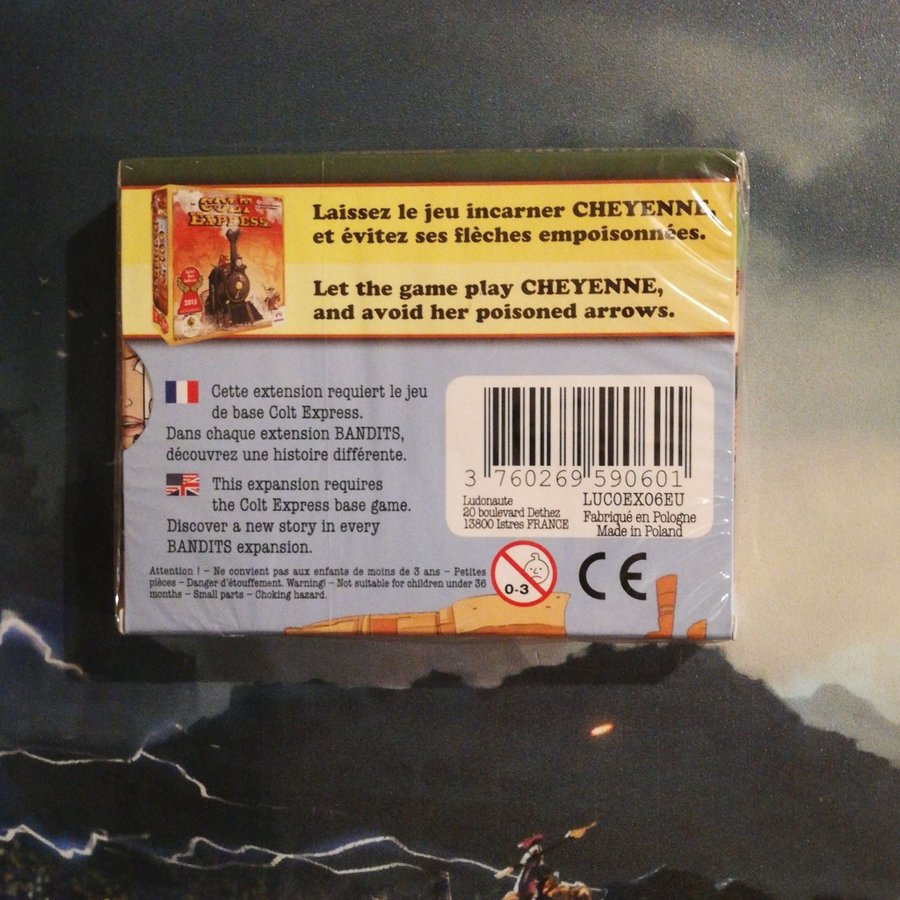 COLT
EXPRESS
2015
Laissez le jeu incarner CHEYENNE,
et évitez ses flèches empoisonnées.
Let the game play CHEYENNE,
and avoid her poisoned arrows.
Cette extension requiert le jeu
de base Colt Express.
Dans chaque extension BANDITS,
découvrez une histoire différente.
This expansion requires
the Colt Express base game.
Discover a new story in every
BANDITS expansion.
3 760269 590601
Ludonaute
20 boulevard Dethez
13800 Istres FRANCE
LUCOEX06EU
Fabriqué en Pologne
Made in Poland
Attention ! – Ne convient pas aux enfants de moins de 3 ans – Petites
pièces – Danger d'étouffement. Warning! – Not suitable for children under 36
months – Small parts – Choking hazard.
0-3
CE